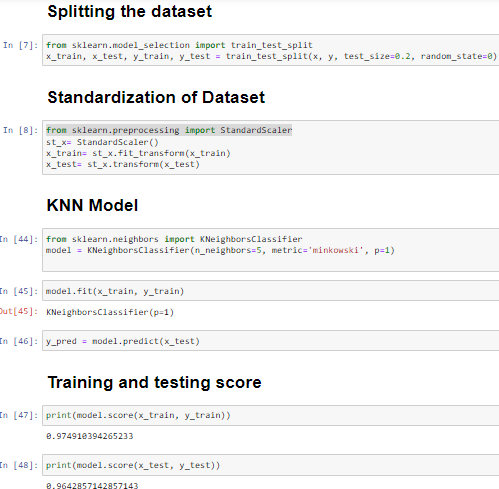 Splitting the dataset
In [7]: from sklearn.model_selection import train_test_split
x_train, x_test, y_train, y_test = train_test_split(x, y, test_size=0.2, random_state=0)
Standardization of Dataset
In [8]: from sklearn.preprocessing import StandardScaler
st_x= StandardScaler()
x_train= st_x.fit_transform(x_train)
x_test= st_x.transform(x_test)
KNN Model
In [44]: from sklearn.neighbors import KNeighborsClassifier
model = KNeighborsClassifier(n_neighbors=5, metric='minkowski', p=1)
In [45]: model.fit(x_train, y_train)
Out[45]: KNeighborsClassifier(p=1)
In [46]: y_pred = model.predict(x_test)
Training and testing score
In [47]: print(model.score(x_train, y_train))
0.974910394265233
In [48]: print(model.score(x_test, y_test))
0.9642857142857143